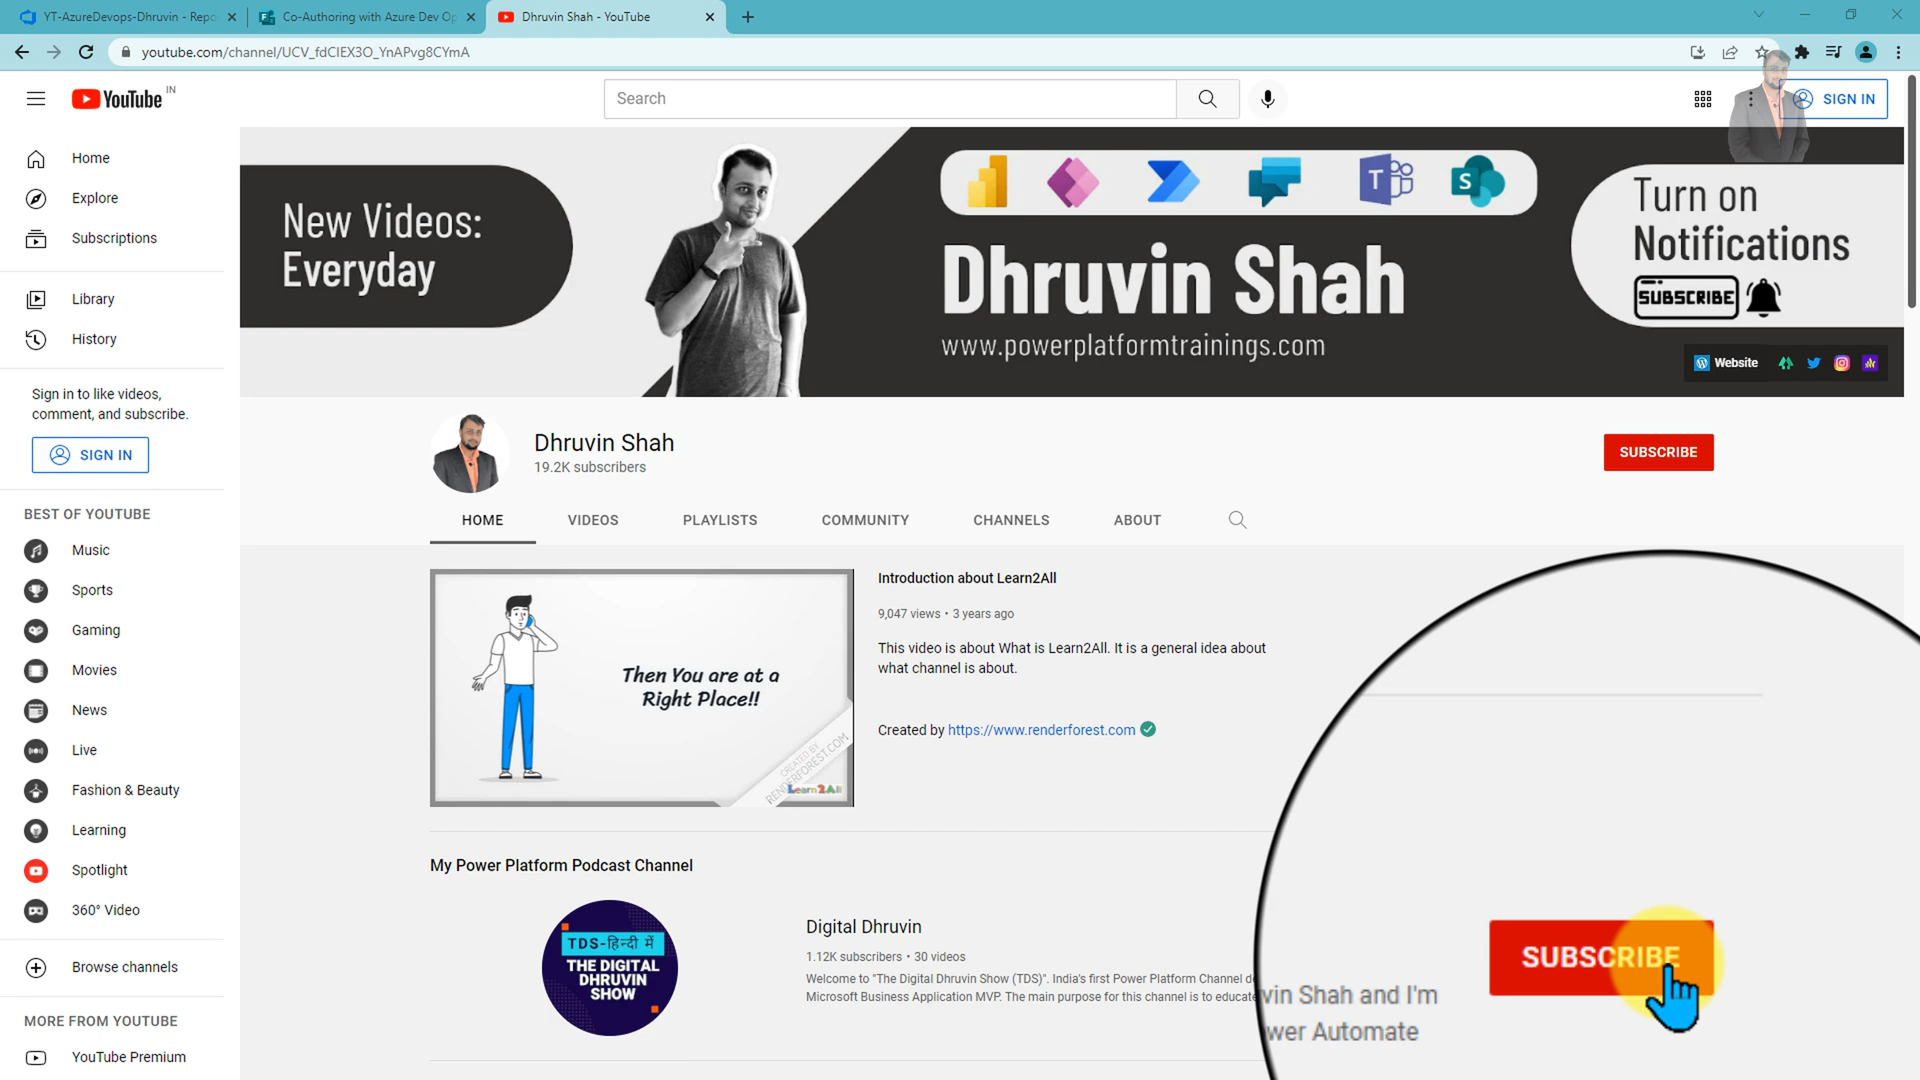 YT-AzureDevops-Dhruvin - Repo
Co-Authoring with Azure Dev Op
Dhruvin Shah - YouTube
youtube.com/channel/UCV_fdCIEX3O_YnAPvg8CYmA
YouTube IN
Search
SIGN IN
Home
Explore
Subscriptions
Library
History
Sign in to like videos,
comment, and subscribe.
SIGN IN
BEST OF YOUTUBE
Music
Sports
Gaming
Movies
News
Live
Fashion & Beauty
Learning
Spotlight
360° Video
Browse channels
MORE FROM YOUTUBE
YouTube Premium
New Videos:
Everyday
Dhruvin Shah
www.powerplatformtrainings.com
Turn on
Notifications
SUBSCRIBE
Website
Dhruvin Shah
19.2K subscribers
SUBSCRIBE
HOME VIDEOS PLAYLISTS COMMUNITY CHANNELS ABOUT
Then You are at a
Right Place!!
CREATED BY
RENDERFOREST.COM
Learn2All
Introduction about Learn2All
9,047 views • 3 years ago
This video is about What is Learn2All. It is a general idea about
what channel is about.
Created by https://www.renderforest.com
My Power Platform Podcast Channel
TDS-हिन्दी में
THE DIGITAL
DHRUVIN
SHOW
Digital Dhruvin
1.12K subscribers • 30 videos
Welcome to "The Digital Dhruvin Show (TDS)". India's first Power Platform Channel d
Microsoft Business Application MVP. The main purpose for this channel is to educate
SUBSCRIBE
vin Shah and I'm
wer Automate